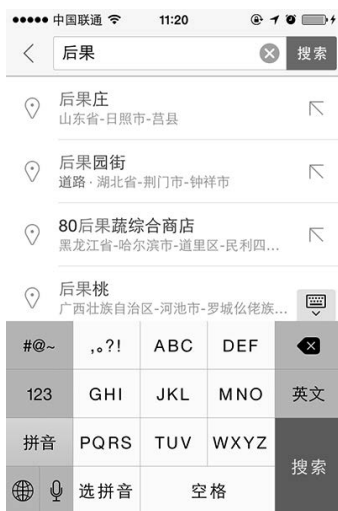 中国联通 11:20
后果 搜索
后果庄
山东省-日照市-莒县
后果园街
道路·湖北省-荆门市-钟祥市
80后果蔬综合商店
黑龙江省-哈尔滨市-道里区-民利四...
后果桃
广西壮族自治区-河池市-罗城仫佬族...
#@~ ,。?! ABC DEF
123 GHI JKL MNO 英文
拼音 PQRS TUV WXYZ
选拼音 空格 搜索